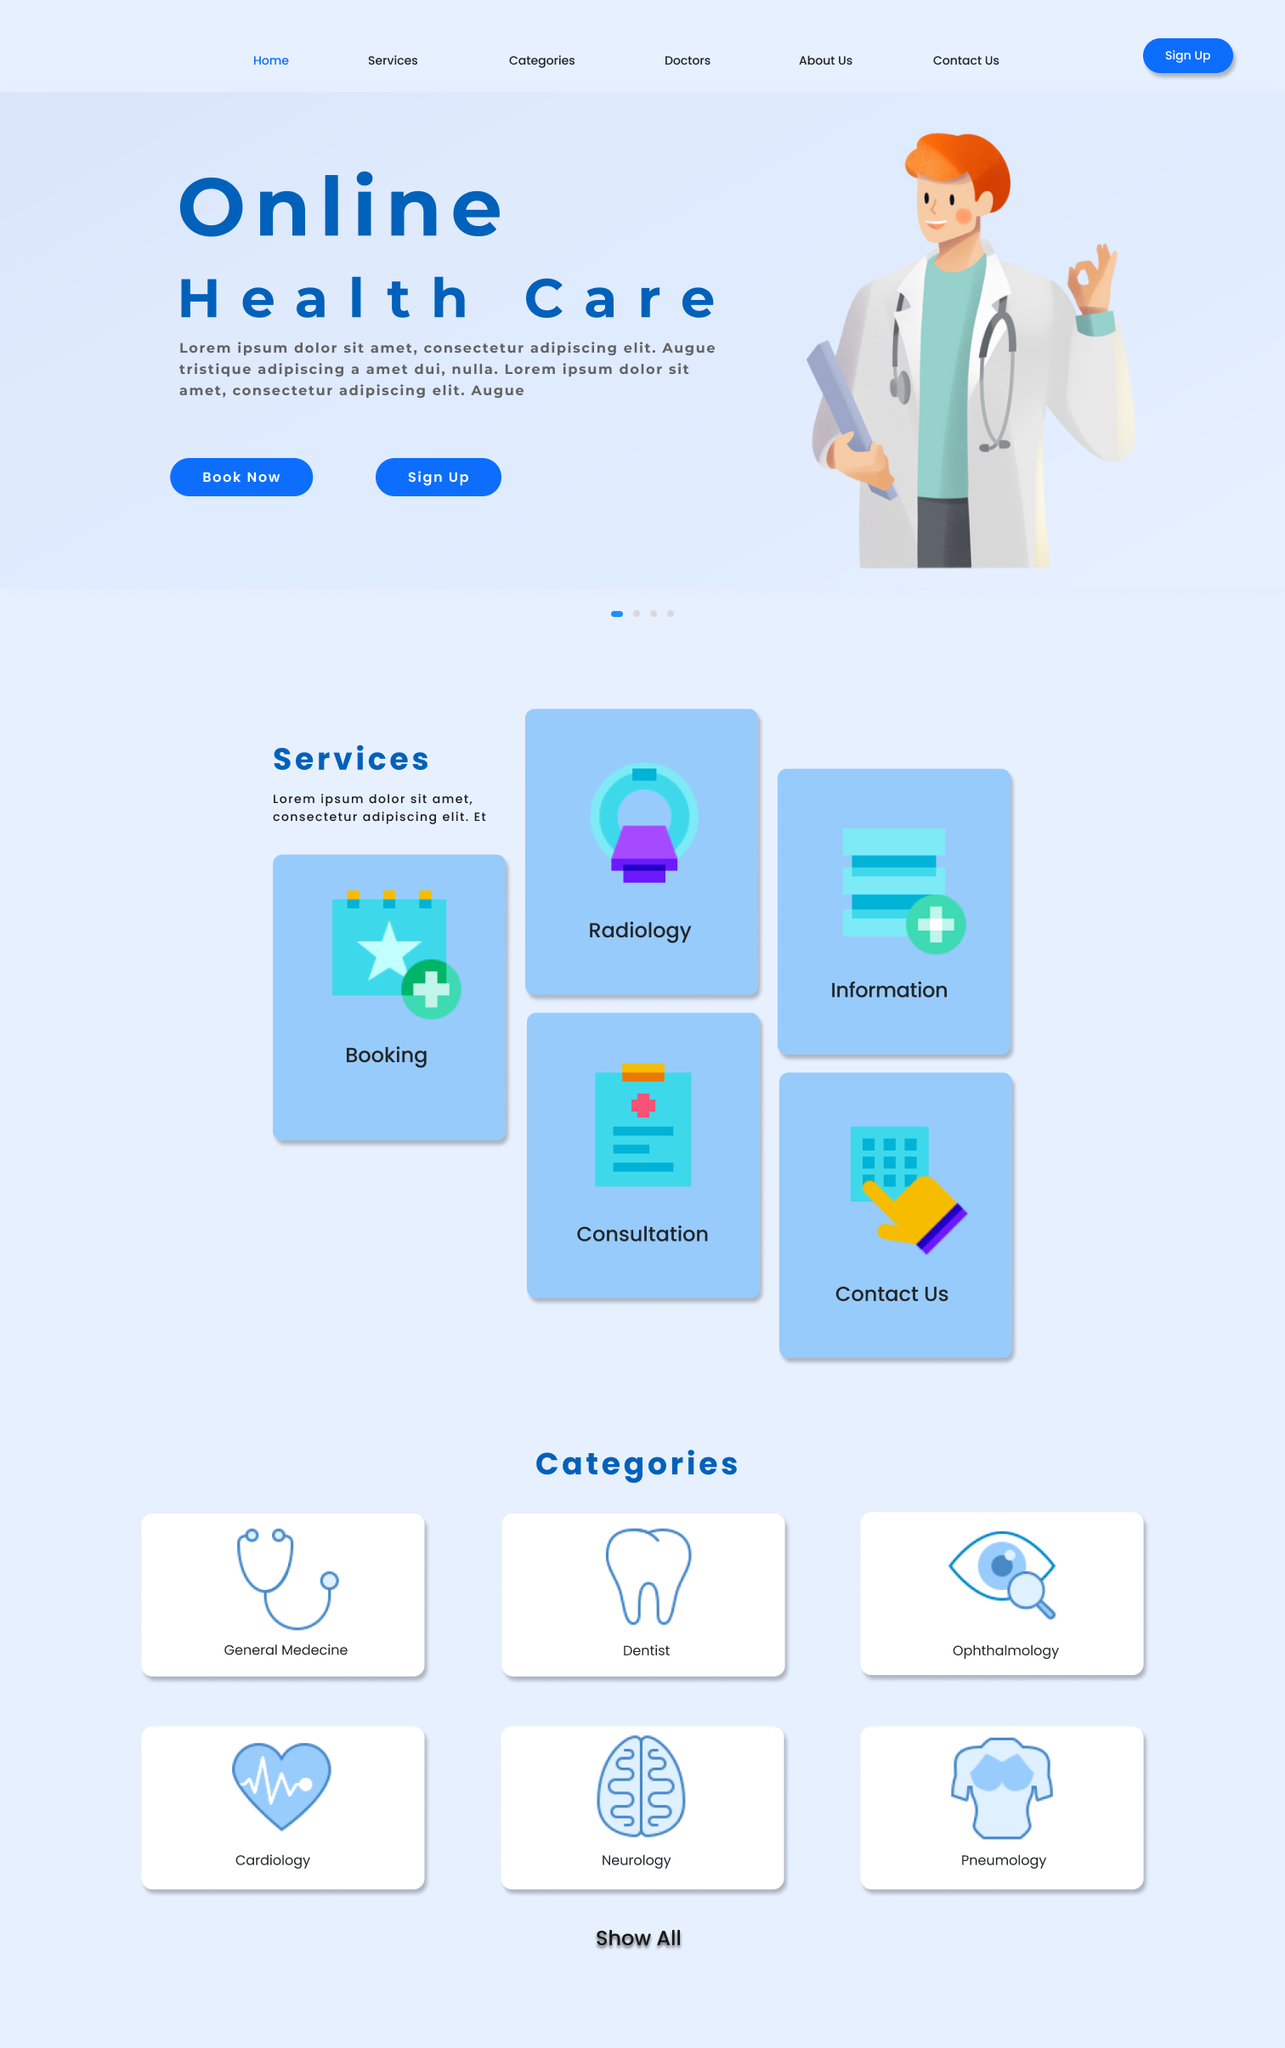 Home
Services
Categories
Doctors
About Us
Contact Us
Sign Up
Online
Health Care
Lorem ipsum dolor sit amet, consectetur adipiscing elit. Augue
tristique adipiscing a amet dui, nulla. Lorem ipsum dolor sit
amet, consectetur adipiscing elit. Augue
Book Now
Sign Up
Services
Lorem ipsum dolor sit amet,
consectetur adipiscing elit. Et
Booking
Radiology
Information
Consultation
Contact Us
Categories
General Medecine
Dentist
Ophthalmology
Cardiology
Neurology
Pneumology
Show All